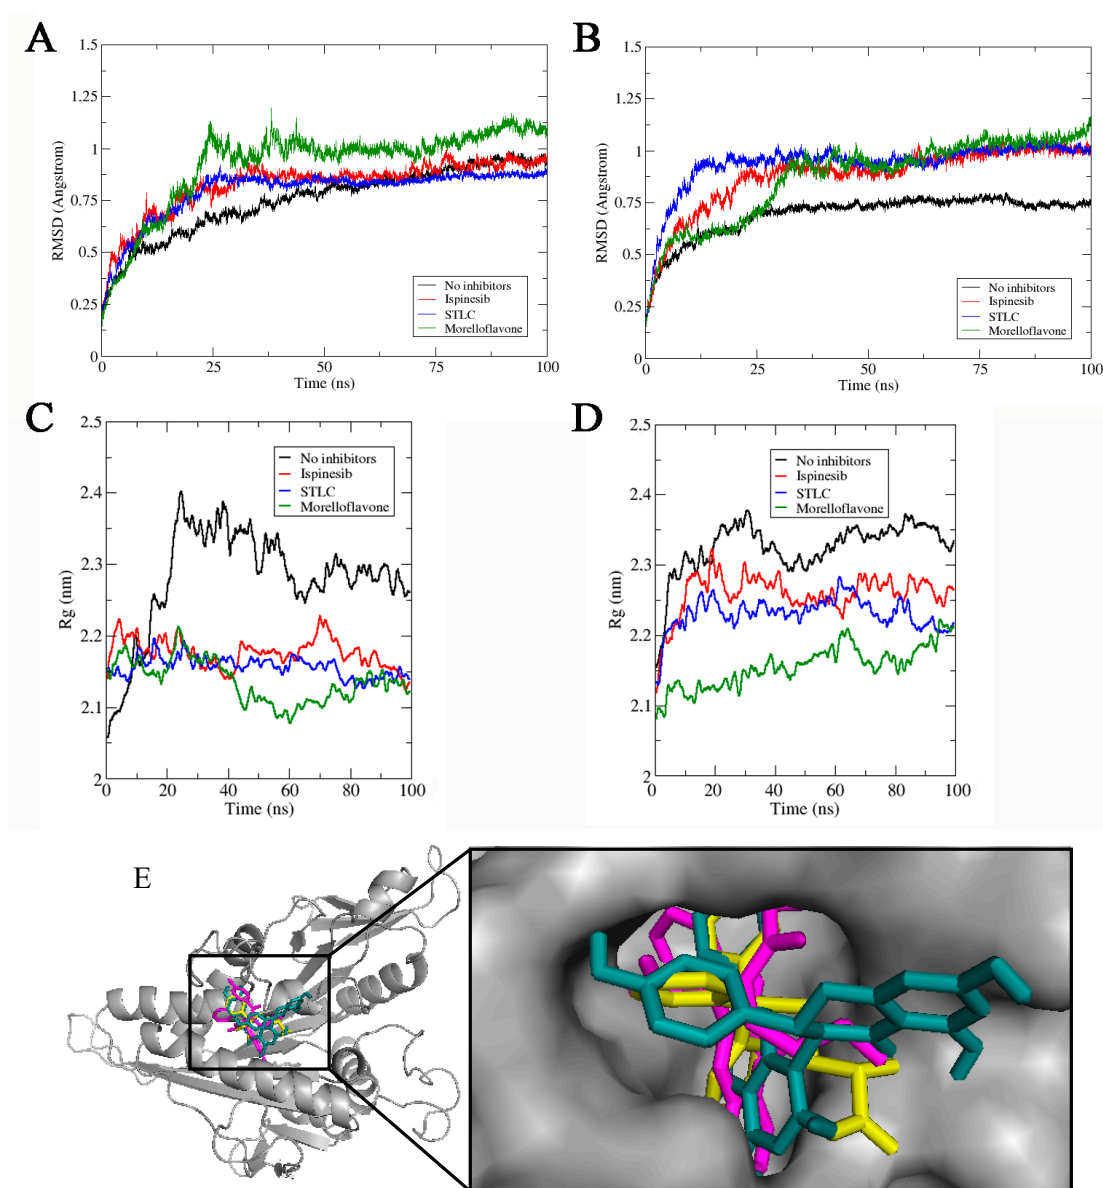 A
RMSD (Angstrom)
1.5
1.25
1
0.75
0.5
0.25
0
0 25 50 75 100
Time (ns)
No inhibitors
Ispinesib
STLC
Morelloflavone
B
RMSD (Angstrom)
1.5
1.25
1
0.75
0.5
0.25
0
0 25 50 75 100
Time (ns)
No inhibitors
Ispinesib
STLC
Morelloflavone
C
Rg (nm)
2.5
2.4
2.3
2.2
2.1
2
0 20 40 60 80 100
Time (ns)
No inhibitors
Ispinesib
STLC
Morelloflavone
D
Rg (nm)
2.5
2.4
2.3
2.2
2.1
2
0 20 40 60 80 100
Time (ns)
No inhibitors
Ispinesib
STLC
Morelloflavone
E